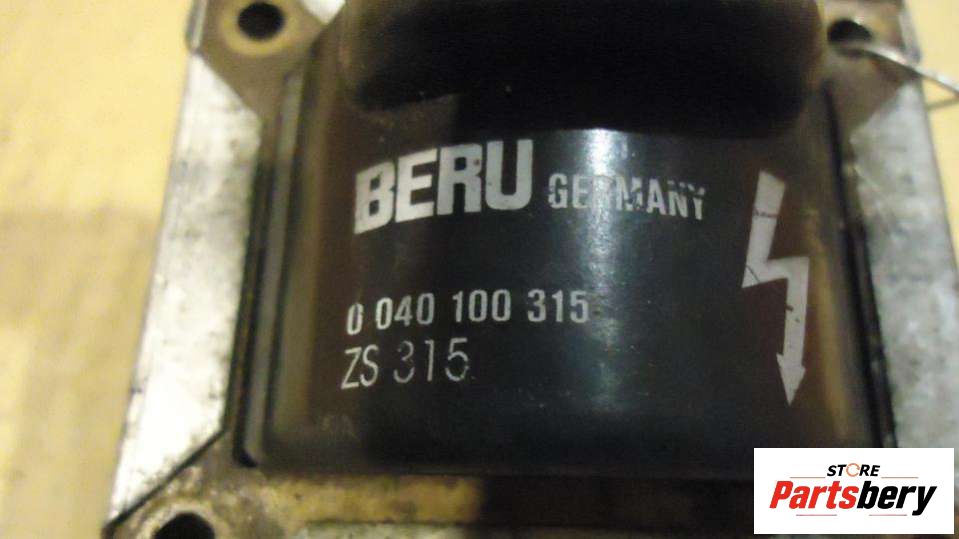 BERU GERMANY
0 040 100 315
ZS 315
STORE
Partsbery